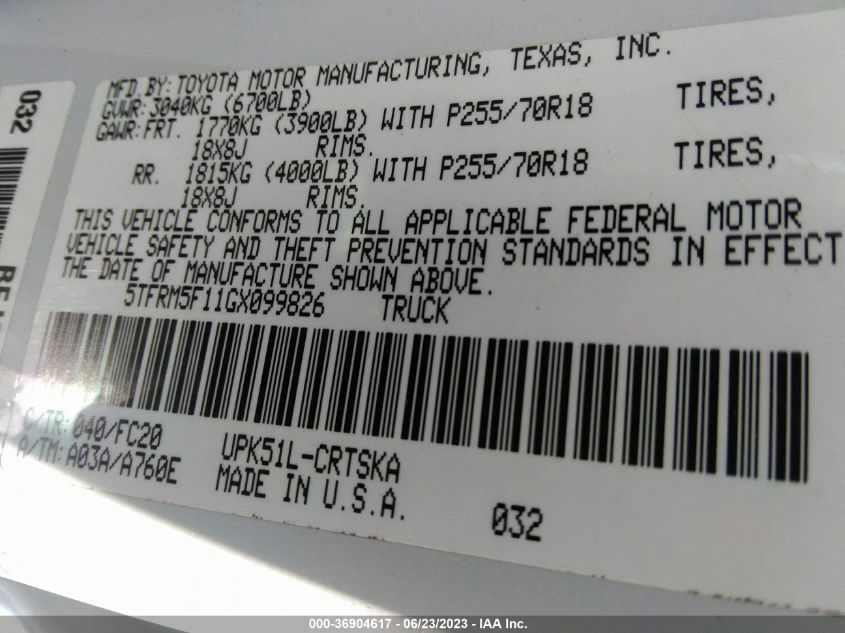 MFD. BY: TOYOTA MOTOR MANUFACTURING, TEXAS, INC.
GVWR: 3040KG (6700LB)
GAWR: FRT. 1770KG (3900LB) WITH P255/70R18 TIRES,
18X8J RIMS.
RR. 1815KG (4000LB) WITH P255/70R18 TIRES,
18X8J RIMS.
THIS VEHICLE CONFORMS TO ALL APPLICABLE FEDERAL MOTOR
VEHICLE SAFETY AND THEFT PREVENTION STANDARDS IN EFFECT
THE DATE OF MANUFACTURE SHOWN ABOVE.
5TFRM5F11GX099826 TRUCK
C/TR: 040/FC20
A/TM: A03A/A760E
UPK51L-CRTSKA
MADE IN U.S.A.
032
032
000-36904617 - 06/23/2023 - IAA Inc.